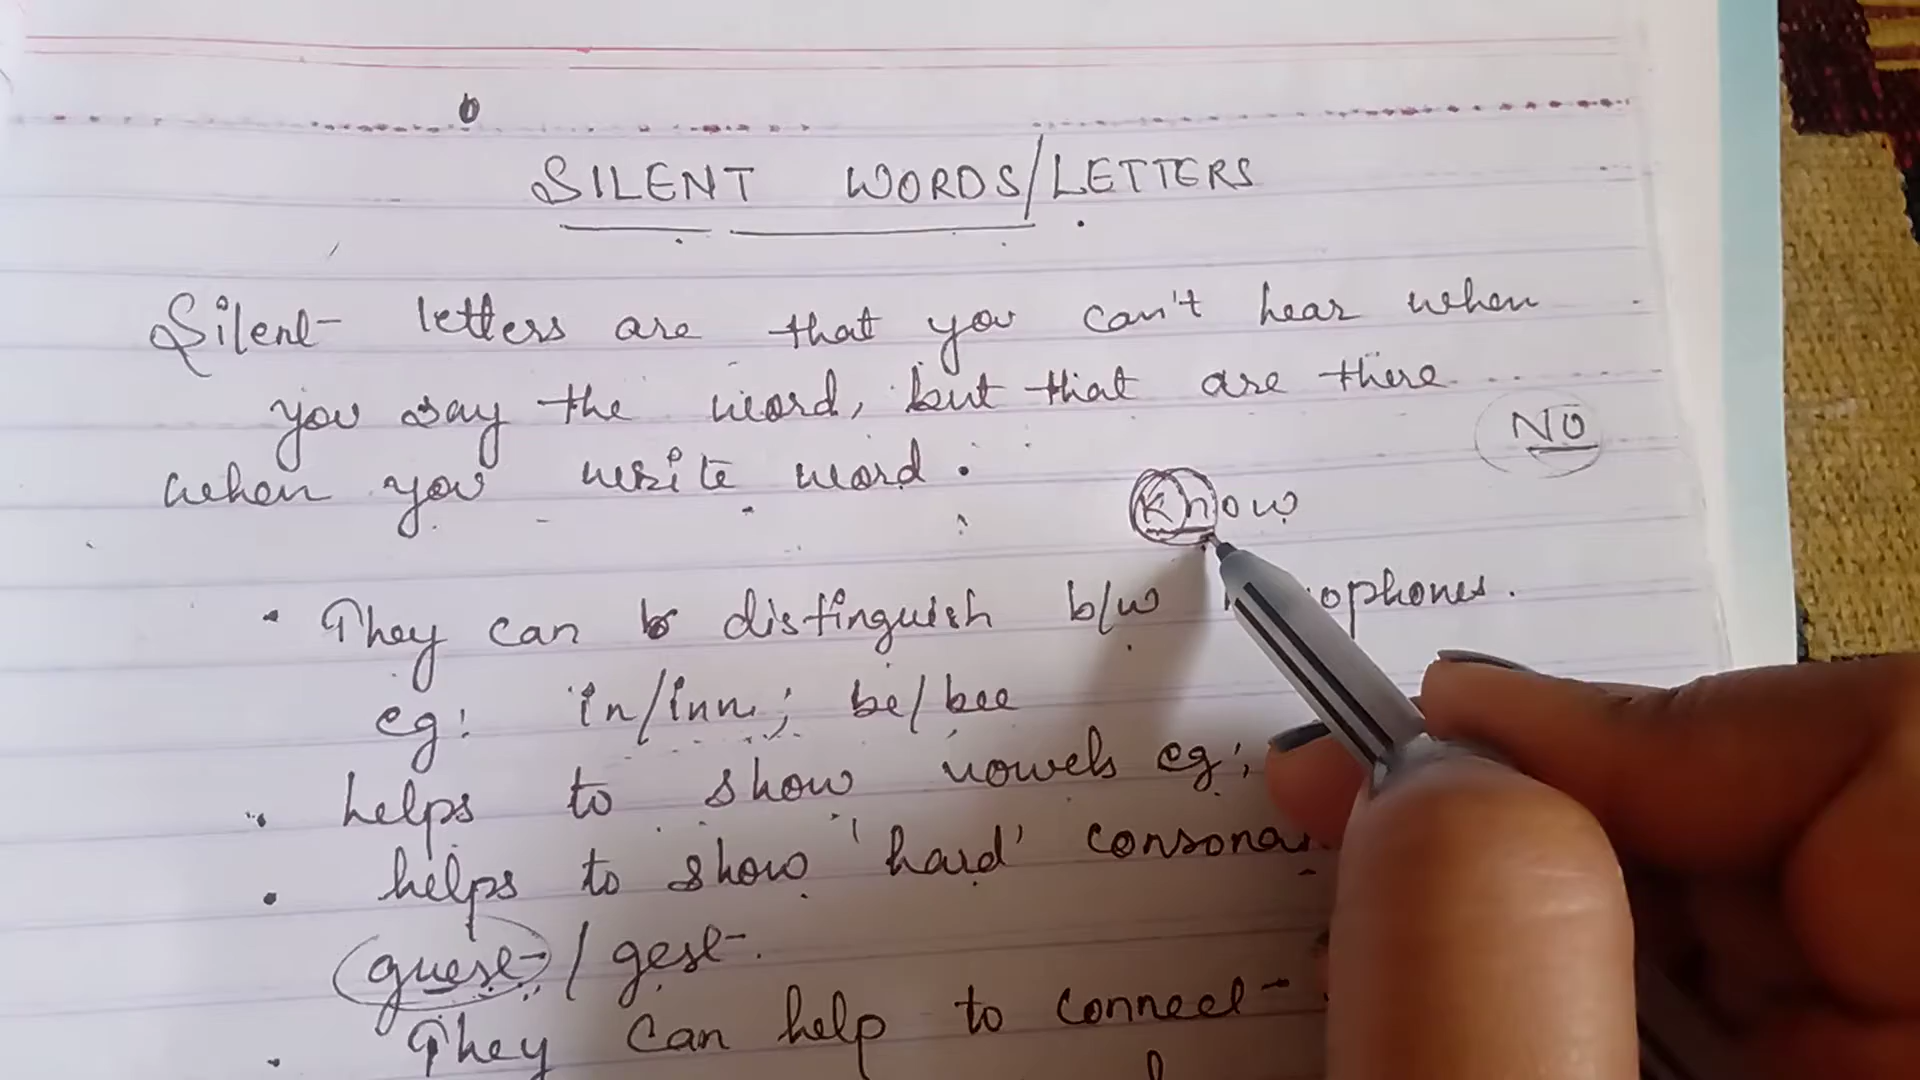 SILENT WORDS/LETTERS
Silent letters are that you can't hear when
you say the word, but that are there
NO
when you write word.
Know
• They can distinguish b/w
eg: in/inn; be/bee
• helps to show vowels eg;
• helps to show 'hard'
guest / gest.
• They can help to connect